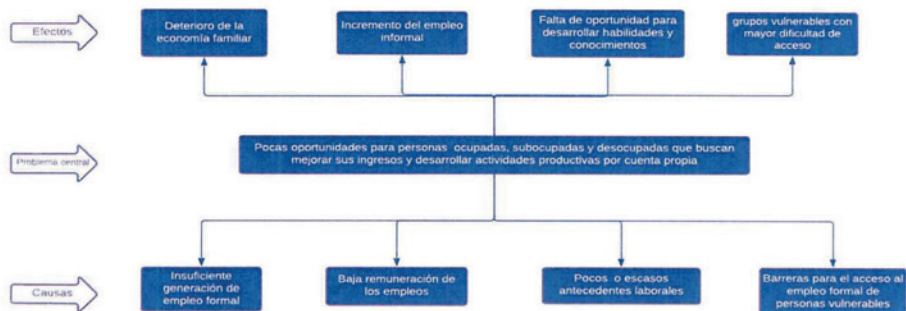 Efectos
Deterioro de la
economía familiar
Incremento del empleo
informal
Falta de oportunidad para
desarrollar habilidades y
conocimientos
grupos vulnerables con
mayor dificultad de
acceso
Problema central
Pocas oportunidades para personas ocupadas, subocupadas y desocupadas que buscan
mejorar sus ingresos y desarrollar actividades productivas por cuenta propia
Causas
Insuficiente
generación de
empleo formal
Baja remuneración de
los empleos
Pocos o escasos
antecedentes laborales
Barreras para el acceso al
empleo formal de
personas vulnerables